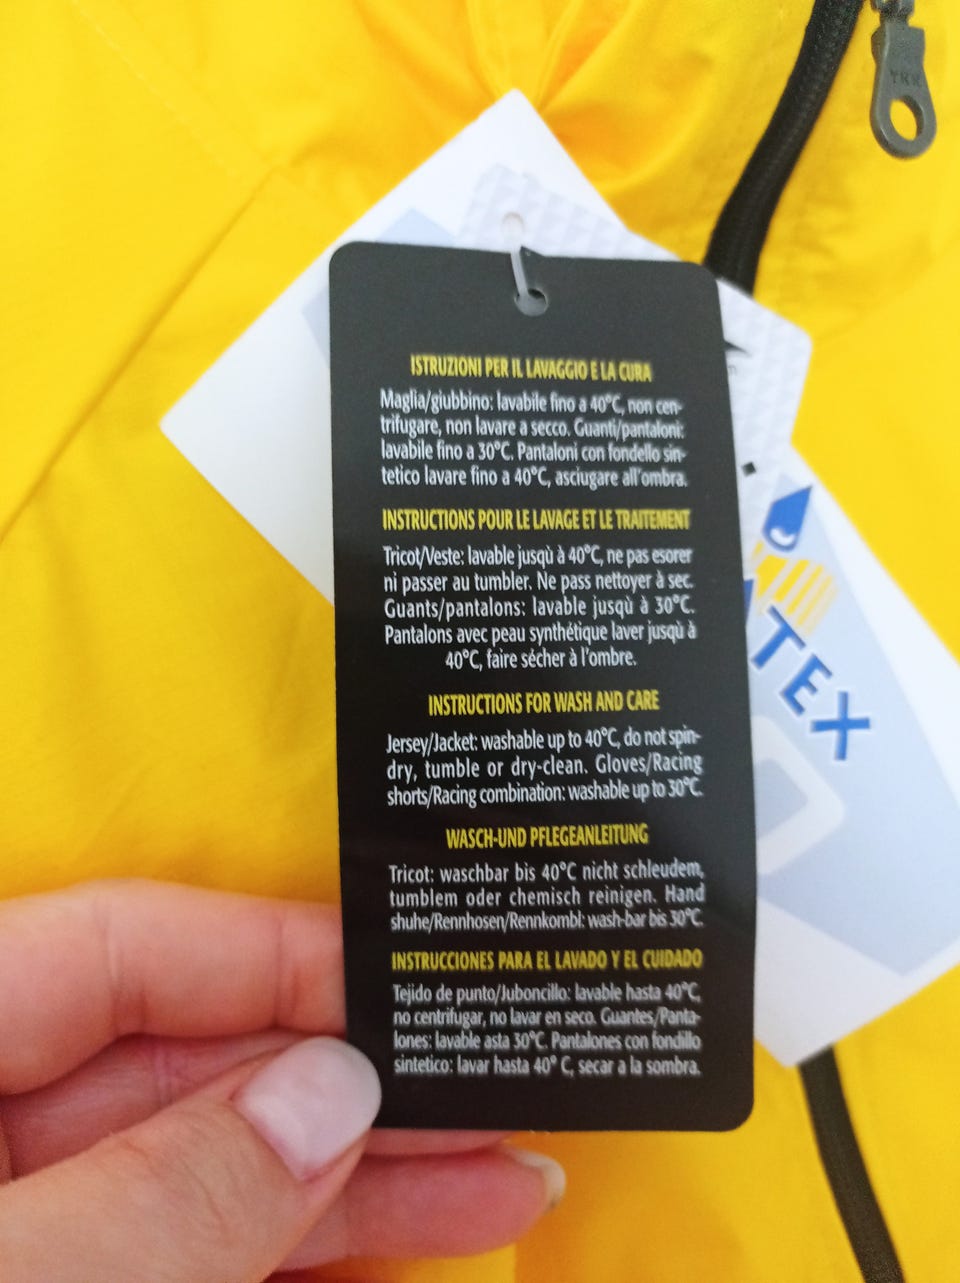 YKK
ISTRUZIONI PER IL LAVAGGIO E LA CURA
Maglia/giubbino: lavabile fino a 40°C, non cen-
trifugare, non lavare a secco. Guanti/pantaloni:
lavabile fino a 30°C. Pantaloni con fondello sin-
tetico lavare fino a 40°C, asciugare all'ombra.
INSTRUCTIONS POUR LE LAVAGE ET LE TRAITEMENT
Tricot/Veste: lavable jusqù à 40°C, ne pas esorer
ni passer au tumbler. Ne pass nettoyer à sec.
Guants/pantalons: lavable jusqù à 30°C.
Pantalons avec peau synthétique laver jusqù à
40°C, faire sécher à l'ombre.
INSTRUCTIONS FOR WASH AND CARE
Jersey/Jacket: washable up to 40°C, do not spin-
dry, tumble or dry-clean. Gloves/Racing
shorts/Racing combination: washable up to 30°C.
WASCH-UND PFLEGEANLEITUNG
Tricot: waschbar bis 40°C nicht schleudem,
tumblem oder chemisch reinigen. Hand
shuhe/Rennhosen/Rennkombl: wash-bar bis 30°C.
INSTRUCCIONES PARA EL LAVADO Y EL CUIDADO
Tejido de punto/Juboncillo: lavable hasta 40°C,
no centrifugar, no lavar en seco. Guantes/Panta-
lones: lavable asta 30°C. Pantalones con fondillo
sintetico: lavar hasta 40° C, secar a la sombra.
TEX